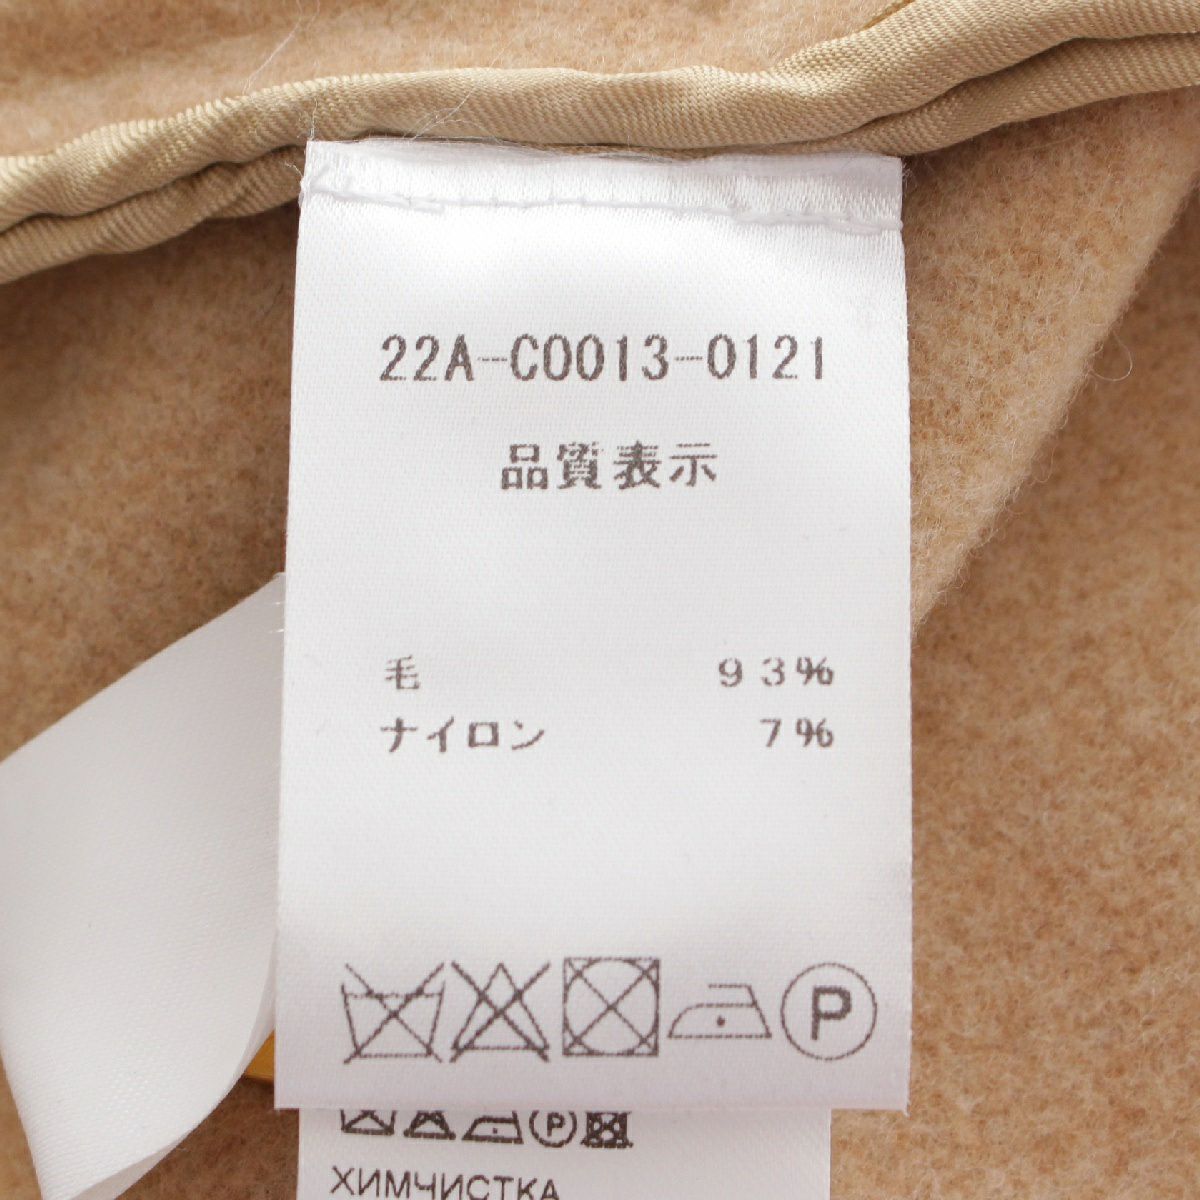 22A-C0013-0121
品質表示
毛 93%
ナイロン 7%
P
P
ХИМЧИСТКА